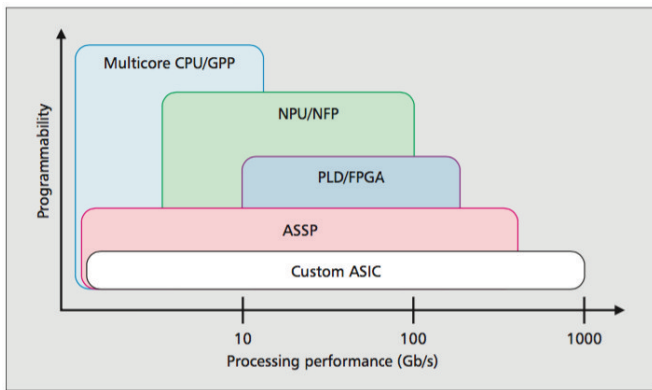 Multicore CPU/GPP
NPU/NFP
PLD/FPGA
ASSP
Custom ASIC
Programmability
10
100
1000
Processing performance (Gb/s)